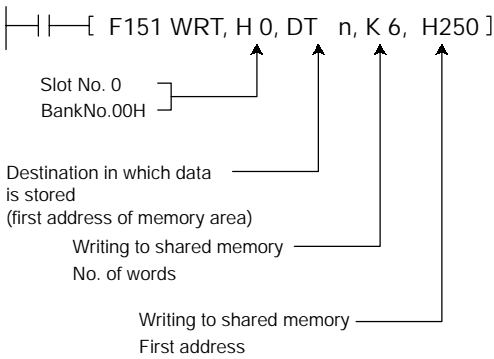 [ F151 WRT, H 0, DT n, K 6, H250 ]
Slot No. 0
BankNo.00H
Destination in which data
is stored
(first address of memory area)
Writing to shared memory
No. of words
Writing to shared memory
First address